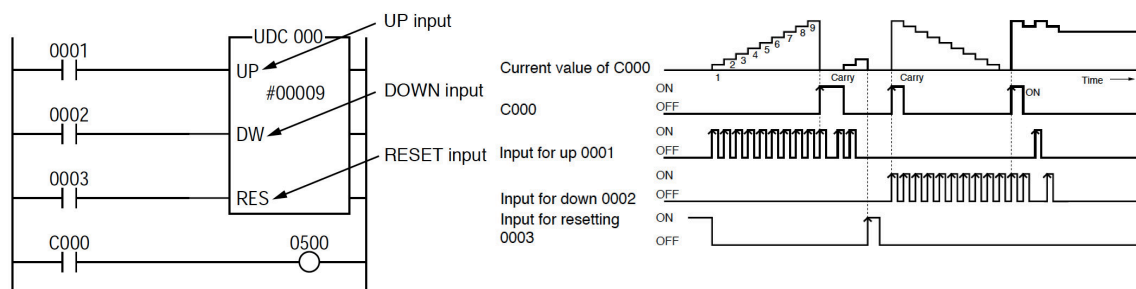 UP input
0001
UDC 000
UP
#00009
DOWN input
0002
DW
RESET input
0003
RES
C000
0500
1
2
3
4
5
6
7
8
9
Current value of C000
Carry
Carry
Time
ON
OFF
C000
ON
ON
OFF
Input for up 0001
ON
OFF
Input for down 0002
Input for resetting
0003
ON
OFF